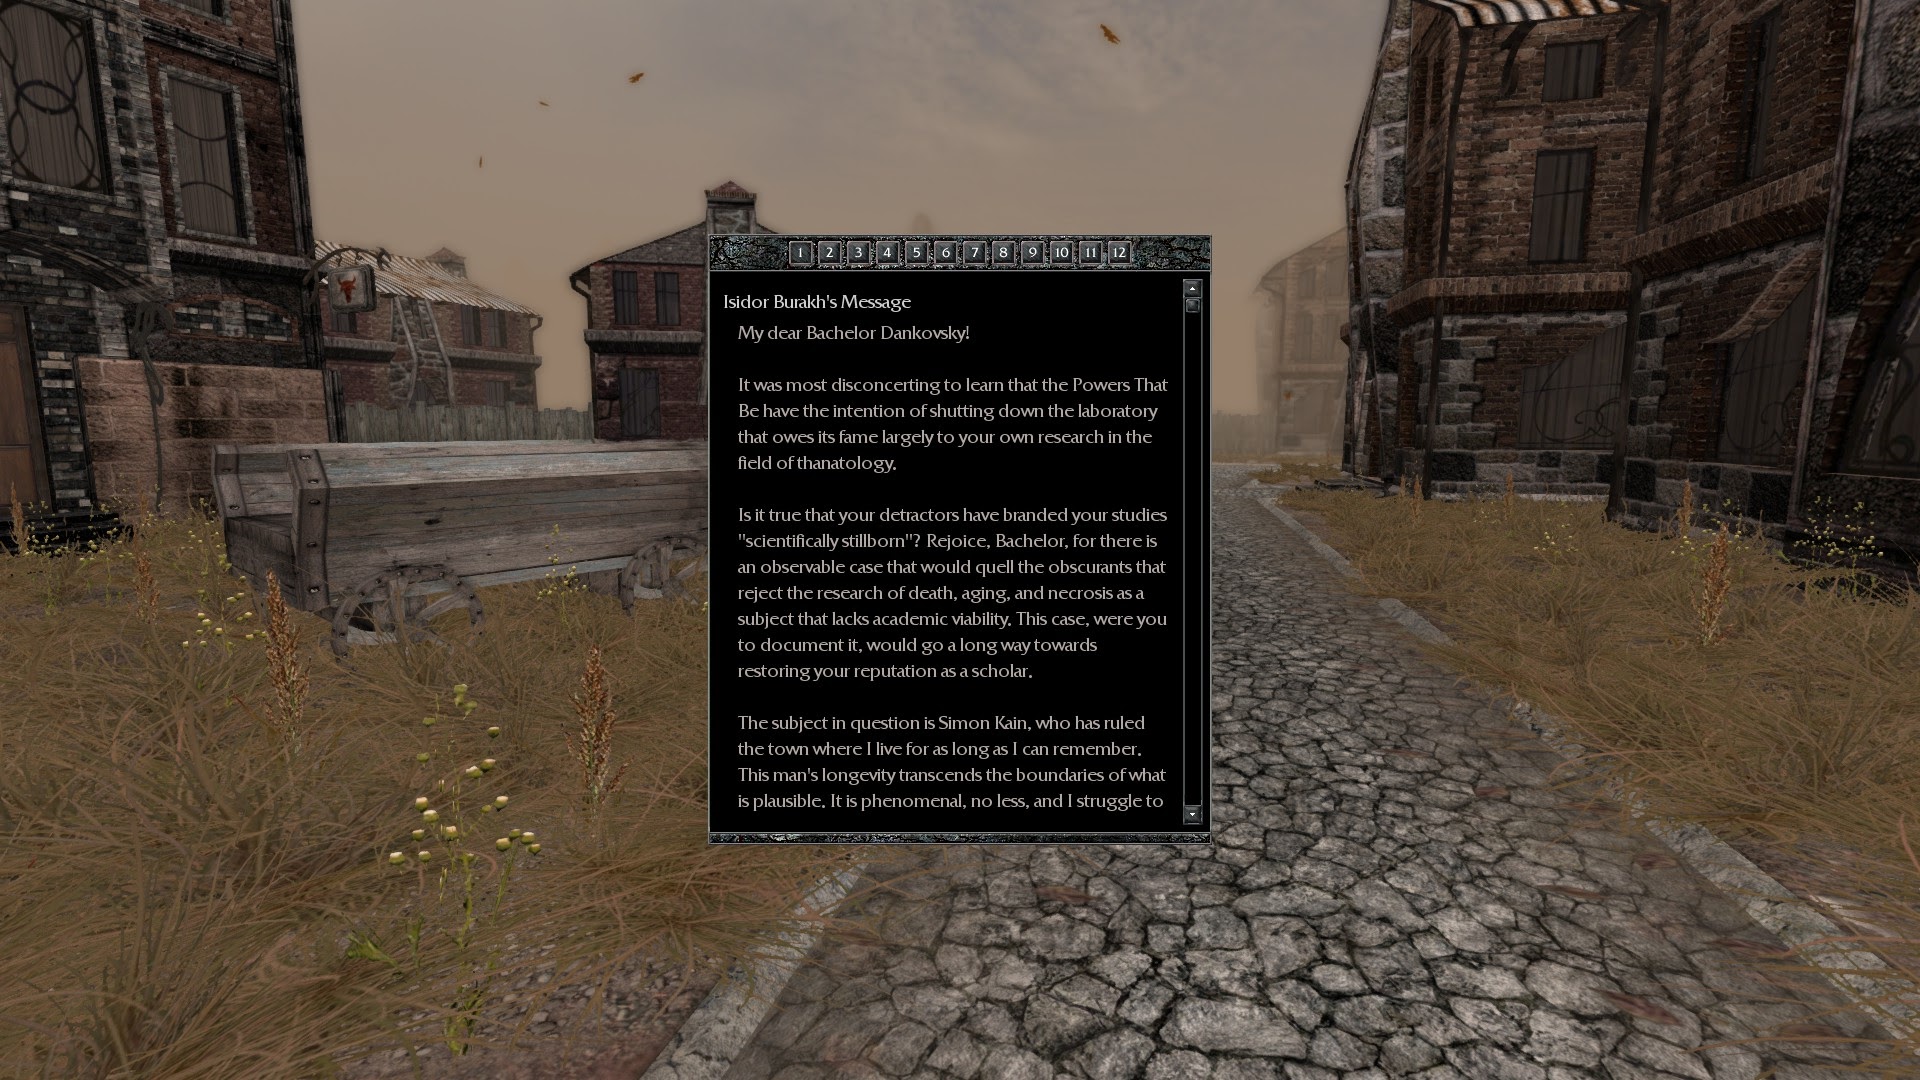 1 2 3 4 5 6 7 8 9 10 11 12
Isidor Burakh's Message
My dear Bachelor Dankovsky!
It was most disconcerting to learn that the Powers That
Be have the intention of shutting down the laboratory
that owes its fame largely to your own research in the
field of thanatology.
Is it true that your detractors have branded your studies
"scientifically stillborn"? Rejoice, Bachelor, for there is
an observable case that would quell the obscurants that
reject the research of death, aging, and necrosis as a
subject that lacks academic viability. This case, were you
to document it, would go a long way towards
restoring your reputation as a scholar.
The subject in question is Simon Kain, who has ruled
the town where I live for as long as I can remember.
This man's longevity transcends the boundaries of what
is plausible. It is phenomenal, no less, and I struggle to